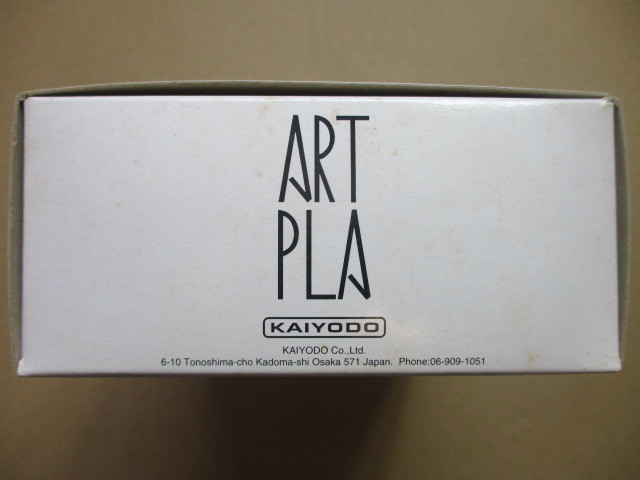 ART
PLA
KAIYODO
KAIYODO Co.,Ltd.
6-10 Tonoshima-cho Kadoma-shi Osaka 571 Japan. Phone:06-909-1051